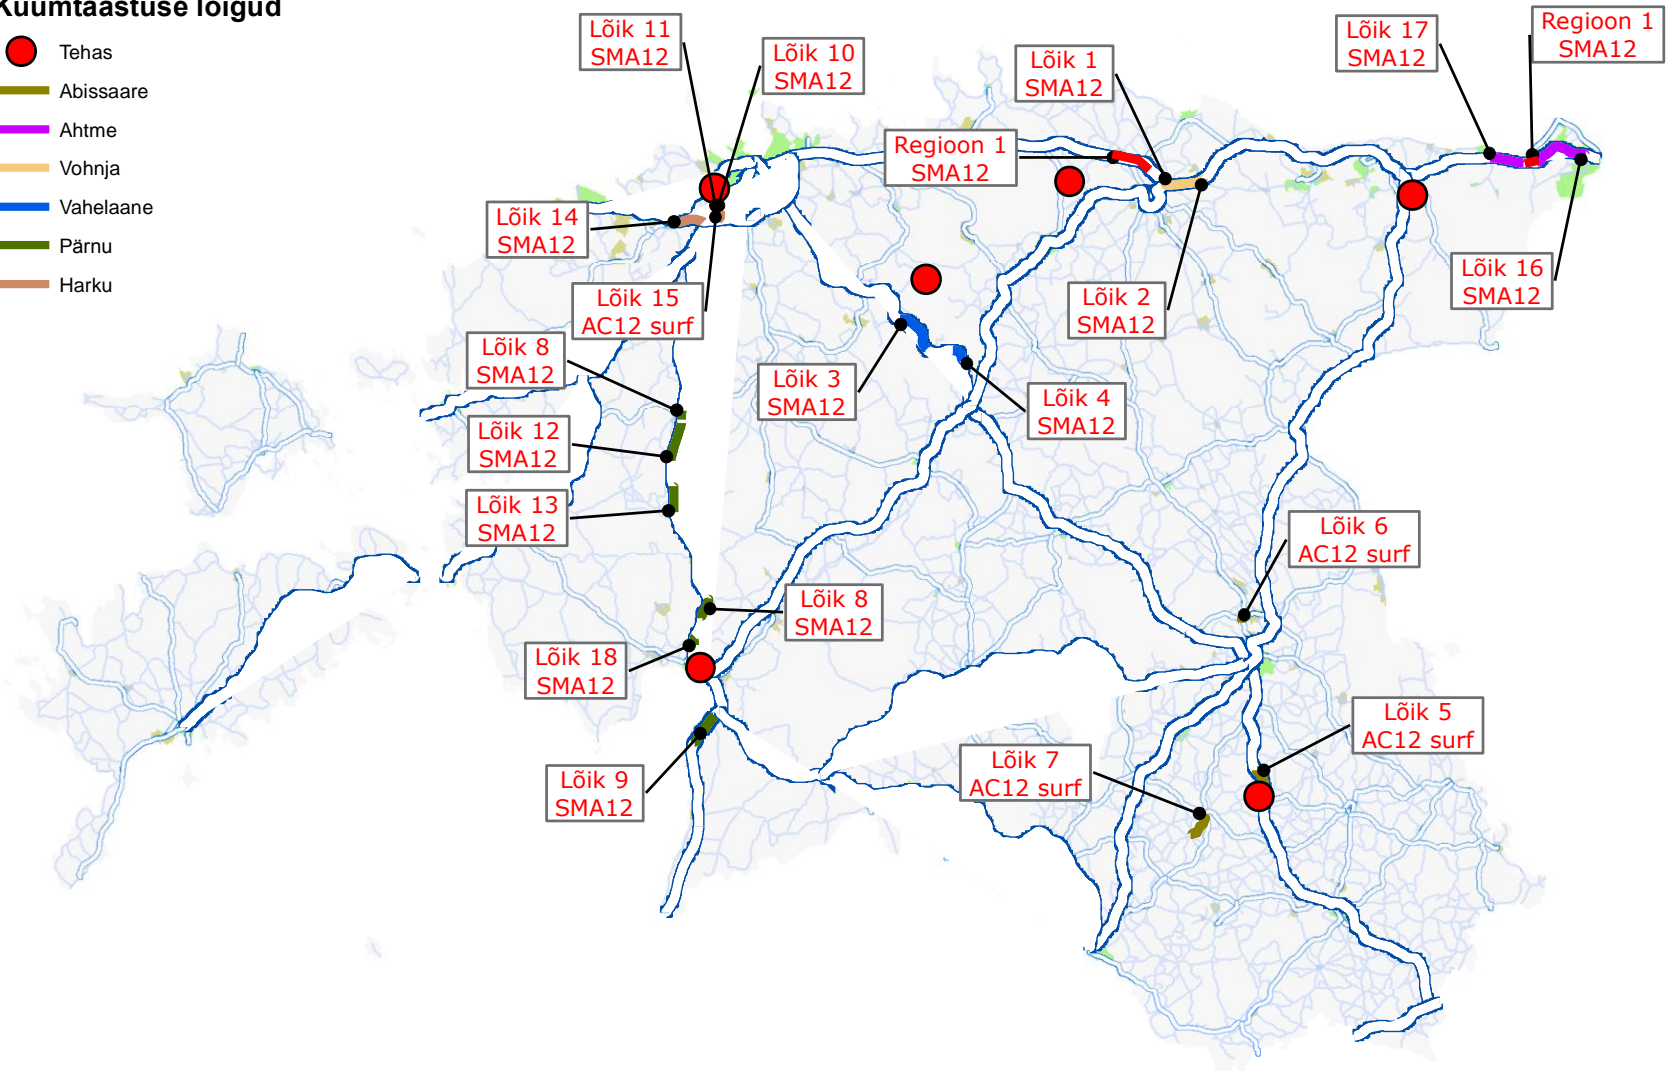 Kuumtaastuse lõigud
Tehas
Abissaare
Ahtme
Vohnja
Vahelaane
Pärnu
Harku
Lõik 11
SMA12
Lõik 10
SMA12
Lõik 1
SMA12
Lõik 17
SMA12
Regioon 1
SMA12
Regioon 1
SMA12
Lõik 14
SMA12
Lõik 15
AC12 surf
Lõik 2
SMA12
Lõik 16
SMA12
Lõik 8
SMA12
Lõik 3
SMA12
Lõik 4
SMA12
Lõik 12
SMA12
Lõik 13
SMA12
Lõik 6
AC12 surf
Lõik 8
SMA12
Lõik 18
SMA12
Lõik 5
AC12 surf
Lõik 7
AC12 surf
Lõik 9
SMA12